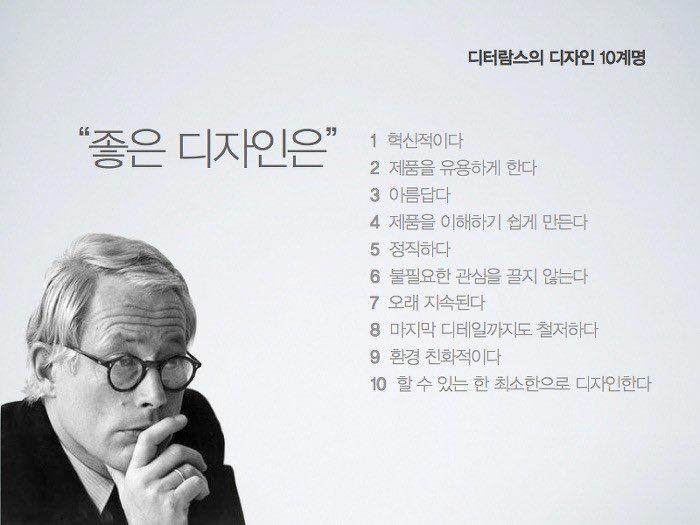 디터람스의 디자인 10계명
“좋은 디자인은”
1 혁신적이다
2 제품을 유용하게 한다
3 아름답다
4 제품을 이해하기 쉽게 만든다
5 정직하다
6 불필요한 관심을 끌지 않는다
7 오래 지속된다
8 마지막 디테일까지도 철저하다
9 환경 친화적이다
10 할 수 있는 한 최소한으로 디자인한다